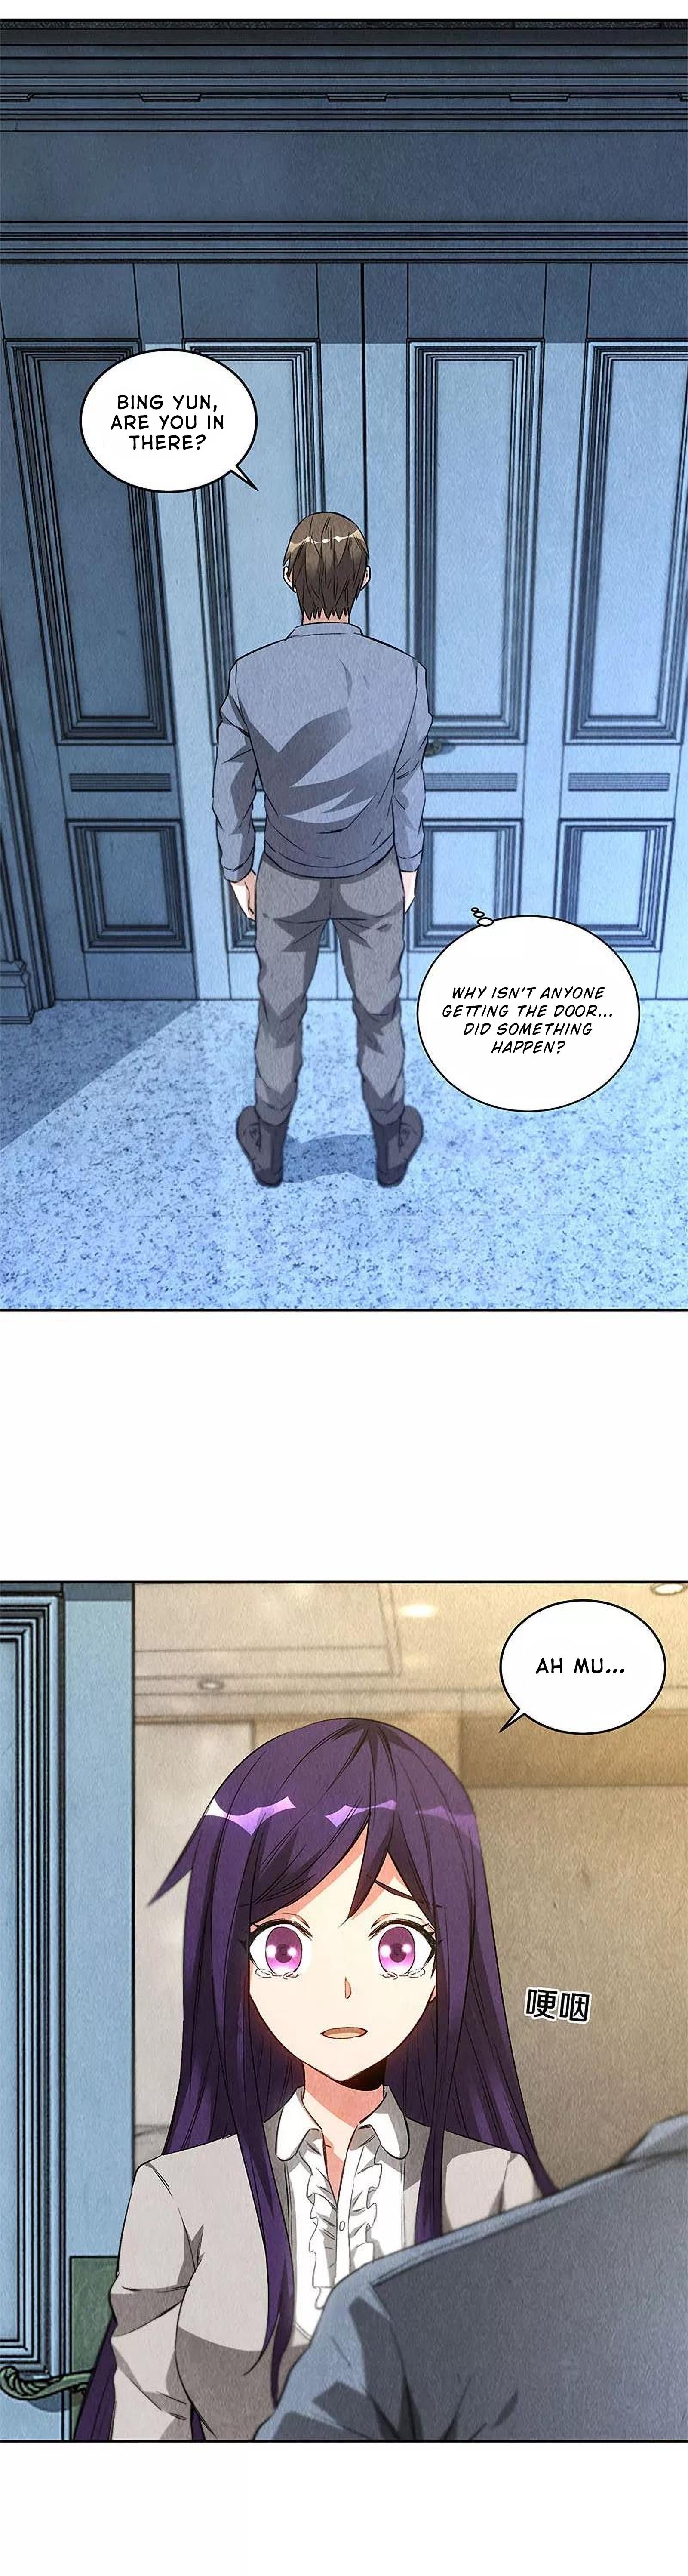 BING YUN,
ARE YOU IN
THERE?
WHY ISN'T ANYONE
GETTING THE DOOR...
DID SOMETHING
HAPPEN?
AH MU...
哽咽